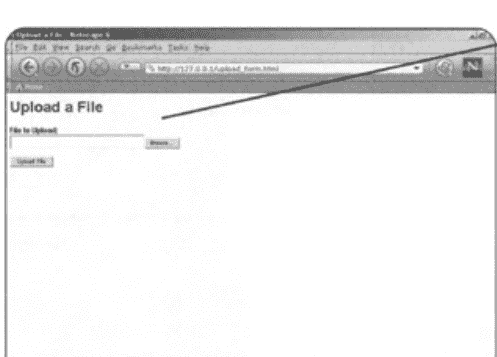 Upload a File - Netscape 6
File Edit View Search Go Bookmarks Tasks Help
http://127.0.0.1/upload_form.html
Home
Upload a File
File to Upload:
Browse...
Upload File